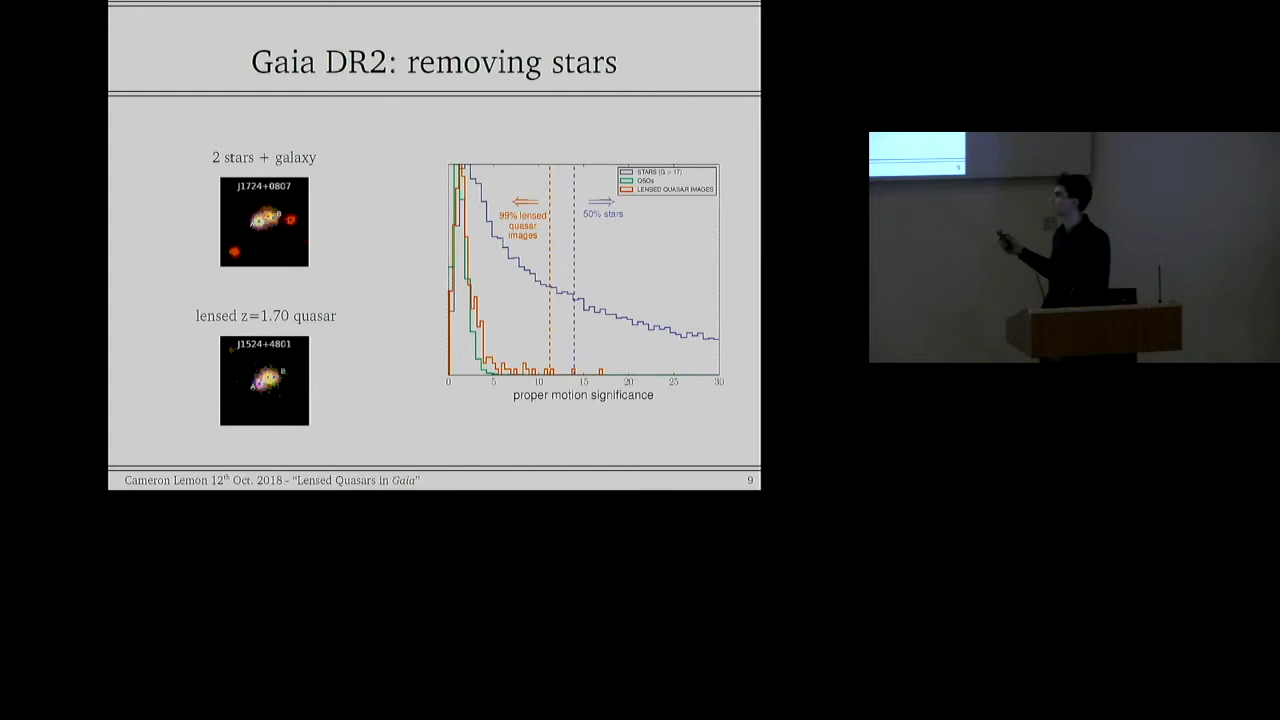 Gaia DR2: removing stars
2 stars + galaxy
J1724+0807
A
B
lensed z=1.70 quasar
J1524+4801
A
B
STARS (G > 17)
QSOs
LENSED QUASAR IMAGES
99% lensed
quasar
images
50% stars
0 5 10 15 20 25 30
proper motion significance
Cameron Lemon 12th Oct. 2018 - "Lensed Quasars in Gaia"
9
9